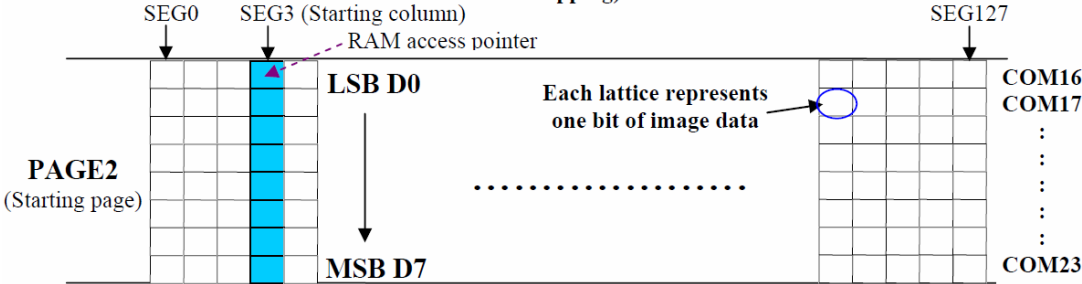 SEG0
SEG3 (Starting column)
SEG127
RAM access pointer
LSB D0
COM16
Each lattice represents
COM17
one bit of image data
:
:
PAGE2
:
(Starting page)
:
:
MSB D7
COM23